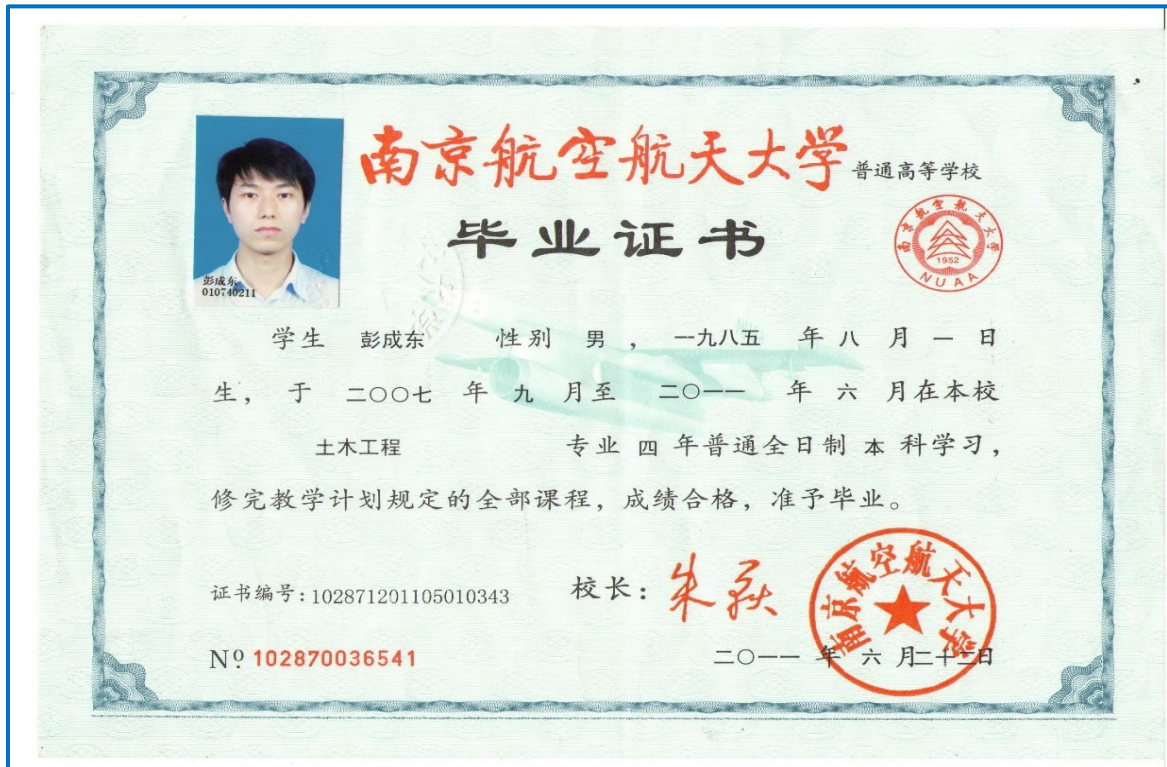 南京航空航天大学 普通高等学校
毕业证书
南京航空航天大学
1952
NUAA
彭成东
010740211
学生 彭成东 性别 男 , 一九八五 年 八 月 一 日
生, 于 二〇〇七 年 九 月至 二〇一一 年 六 月在本校
土木工程 专业 四 年普通全日制 本 科学习,
修完教学计划规定的全部课程, 成绩合格, 准予毕业。
证书编号:102871201105010343 校长: 朱荻
南京航空航天大学
Nº 102870036541 二〇一一 年 六 月二十二日